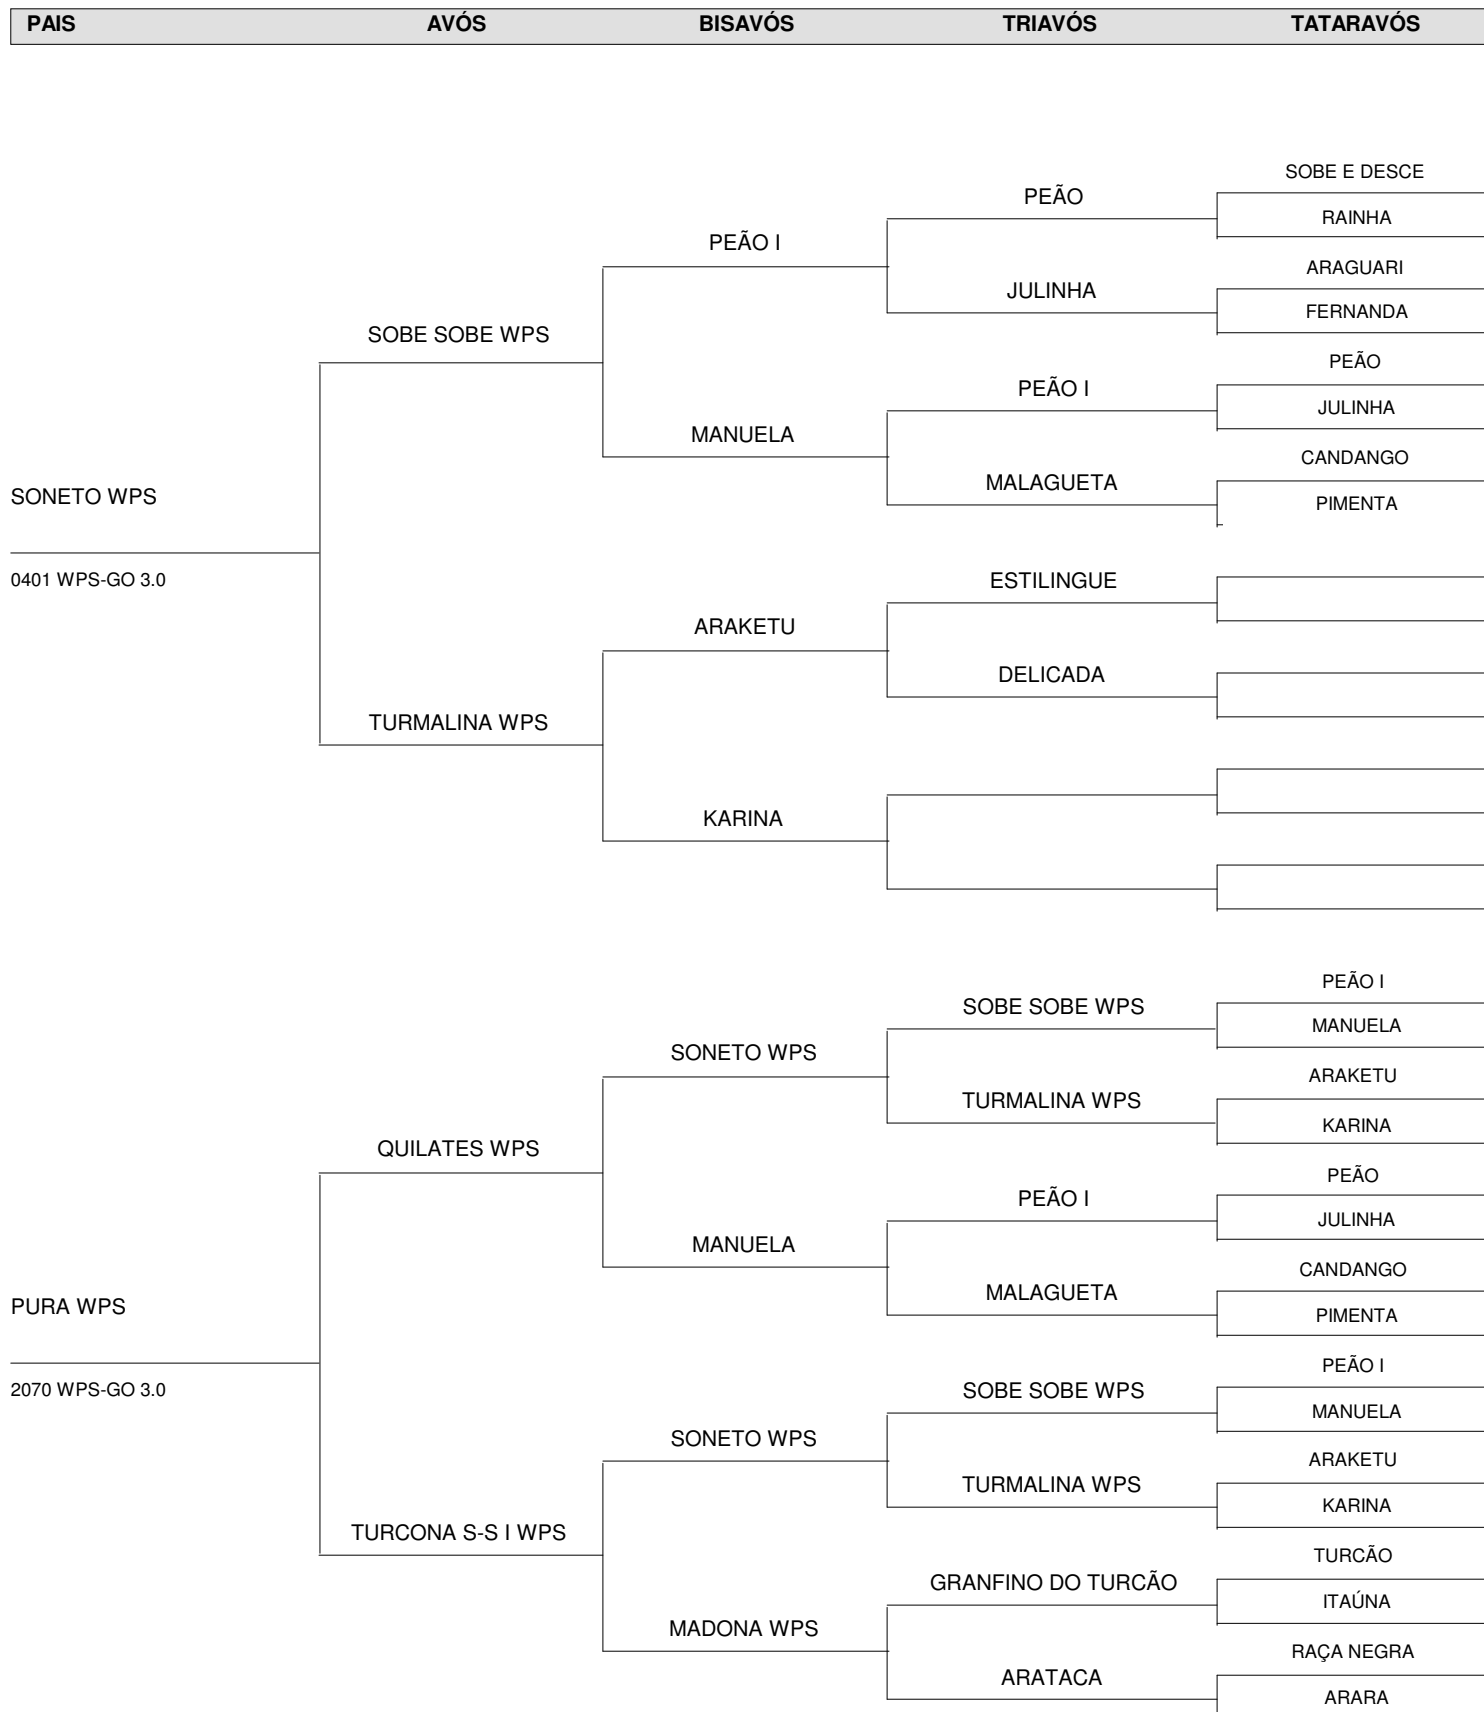 PAIS AVÓS BISAVÓS TRIAVÓS TATARAVÓS
SOBE E DESCE
PEÃO
RAINHA
PEÃO I
ARAGUARI
JULINHA
FERNANDA
SOBE SOBE WPS
PEÃO
PEÃO I
JULINHA
MANUELA
CANDANGO
MALAGUETA
SONETO WPS
PIMENTA
0401 WPS-GO 3.0
ESTILINGUE
ARAKETU
DELICADA
TURMALINA WPS
KARINA
PEÃO I
SOBE SOBE WPS
MANUELA
SONETO WPS
ARAKETU
TURMALINA WPS
KARINA
QUILATES WPS
PEÃO
PEÃO I
JULINHA
MANUELA
CANDANGO
MALAGUETA
PURA WPS
PIMENTA
PEÃO I
2070 WPS-GO 3.0
SOBE SOBE WPS
MANUELA
SONETO WPS
ARAKETU
TURMALINA WPS
KARINA
TURCONA S-S I WPS
TURCÃO
GRANFINO DO TURCÃO
ITAÚNA
MADONA WPS
RAÇA NEGRA
ARATACA
ARARA